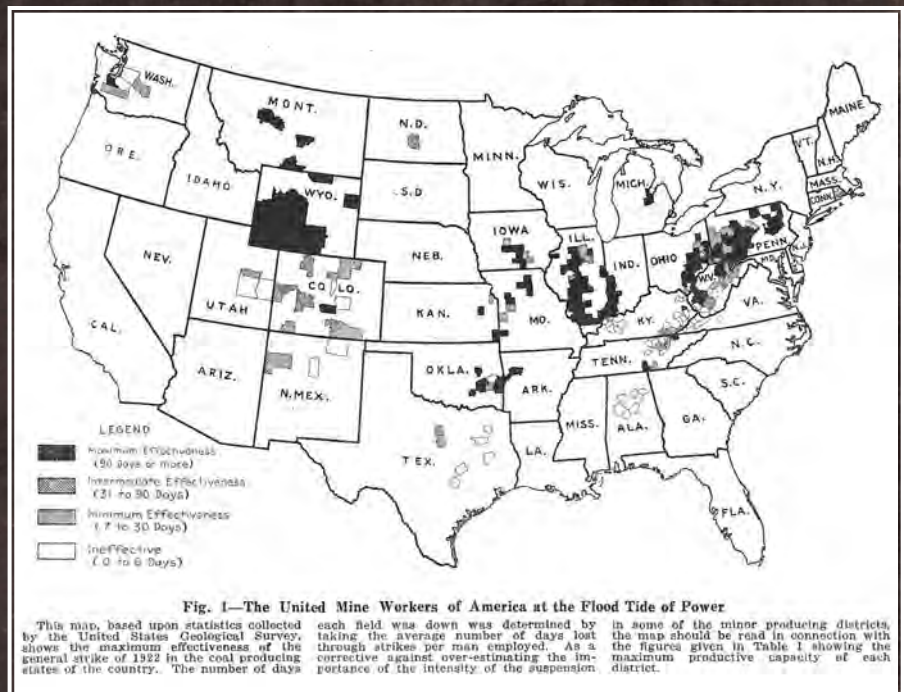 WASH.
MONT.
N.D.
MINN.
MAINE
ORE.
IDAHO
WYO.
S.D.
WIS.
MICH.
N.Y.
VT.
N.H.
MASS.
CONN.
NEV.
UTAH
COLO.
NEB.
IOWA
ILL.
IND.
OHIO
PENN.
N.J.
MD.
W.V.
VA.
CAL.
KAN.
MO.
KY.
ARIZ.
N.MEX.
OKLA.
ARK.
TENN.
N.C.
S.C.
TEX.
LA.
MISS.
ALA.
GA.
FLA.
LEGEND
Maximum Effectiveness
(90 Days or more)
Intermediate Effectiveness
(31 to 90 Days)
Minimum Effectiveness
(7 to 30 Days)
Ineffective
(0 to 6 Days)
Fig. 1—The United Mine Workers of America at the Flood Tide of Power
This map, based upon statistics collected
by the United States Geological Survey,
shows the maximum effectiveness of the
general strike of 1922 in the coal producing
states of the country. The number of days
each field was down was determined by
taking the average number of days lost
through strikes per man employed. As a
corrective against over-estimating the im-
portance of the intensity of the suspension
in some of the minor producing districts,
the map should be read in connection with
the figures given in Table 1 showing the
maximum productive capacity of each
district.